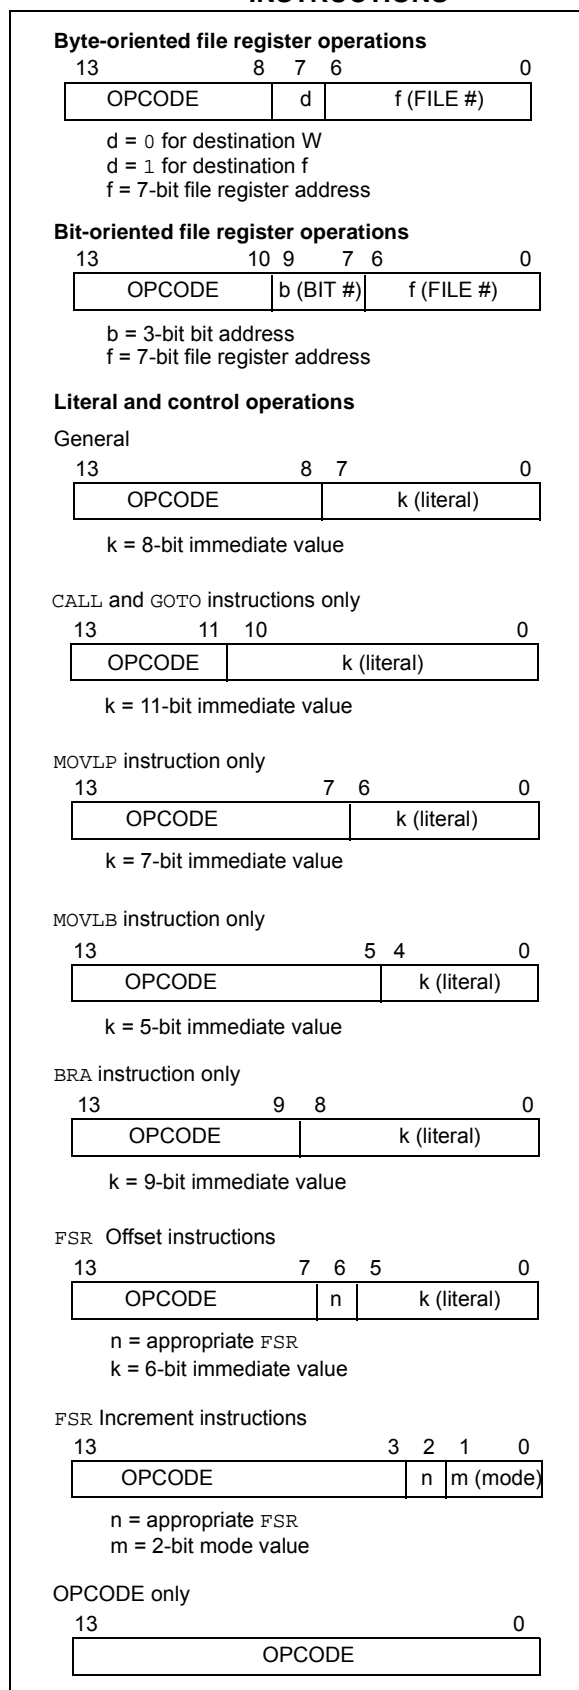 INSTRUCTIONS
Byte-oriented file register operations
13 8 7 6 0
OPCODE d f (FILE #)
d = 0 for destination W
d = 1 for destination f
f = 7-bit file register address
Bit-oriented file register operations
13 10 9 7 6 0
OPCODE b (BIT #) f (FILE #)
b = 3-bit bit address
f = 7-bit file register address
Literal and control operations
General
13 8 7 0
OPCODE k (literal)
k = 8-bit immediate value
CALL and GOTO instructions only
13 11 10 0
OPCODE k (literal)
k = 11-bit immediate value
MOVLP instruction only
13 7 6 0
OPCODE k (literal)
k = 7-bit immediate value
MOVLB instruction only
13 5 4 0
OPCODE k (literal)
k = 5-bit immediate value
BRA instruction only
13 9 8 0
OPCODE k (literal)
k = 9-bit immediate value
FSR Offset instructions
13 7 6 5 0
OPCODE n k (literal)
n = appropriate FSR
k = 6-bit immediate value
FSR Increment instructions
13 3 2 1 0
OPCODE n m (mode)
n = appropriate FSR
m = 2-bit mode value
OPCODE only
13 0
OPCODE